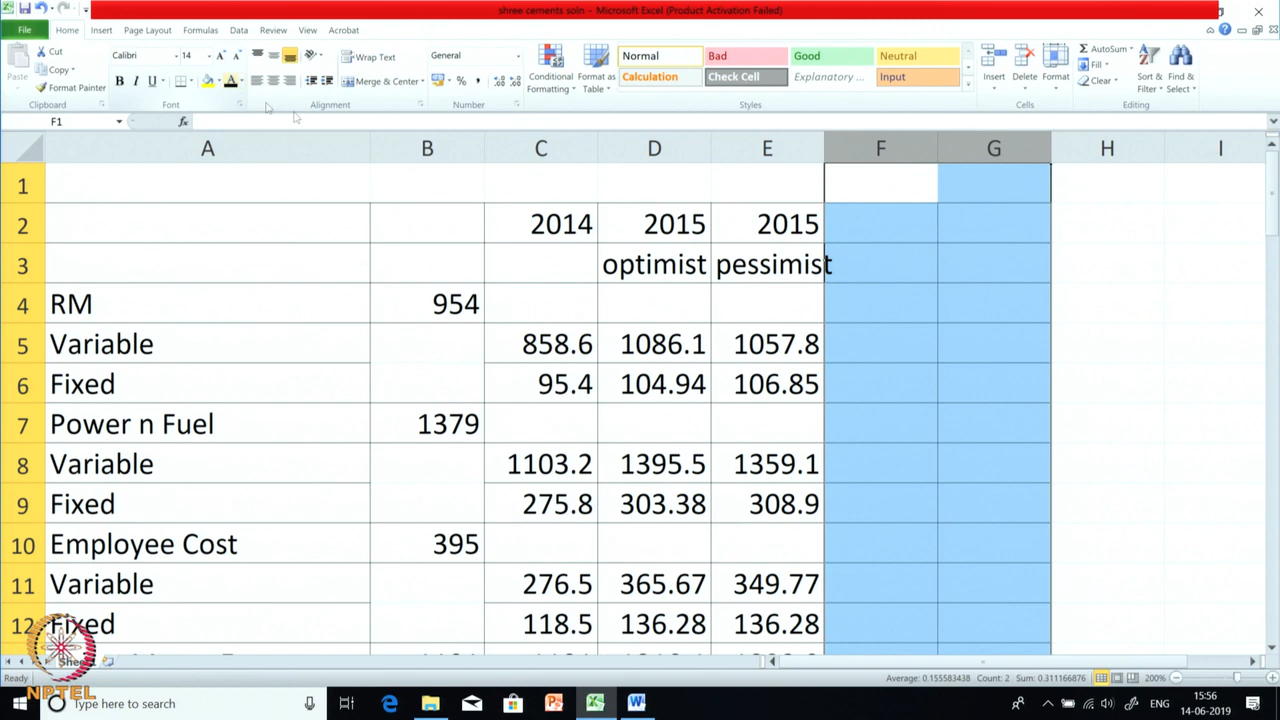 shree cements soln - Microsoft Excel (Product Activation Failed)
File Home Insert Page Layout Formulas Data Review View Acrobat
Paste
Cut
Copy
Format Painter
Clipboard
Calibri 14
B I U
Font
Wrap Text
Merge & Center
Alignment
General
Number
Conditional Formatting
Format as Table
Normal Bad Good Neutral
Calculation Check Cell Explanatory ... Input
Styles
Insert Delete Format
Cells
AutoSum
Fill
Clear
Sort & Filter
Find & Select
Editing
F1 fx
A B C D E F G H I
1
2 2014 2015 2015
3 optimist pessimist
4 RM 954
5 Variable 858.6 1086.1 1057.8
6 Fixed 95.4 104.94 106.85
7 Power n Fuel 1379
8 Variable 1103.2 1395.5 1359.1
9 Fixed 275.8 303.38 308.9
10 Employee Cost 395
11 Variable 276.5 365.67 349.77
12 Fixed 118.5 136.28 136.28
Ready Average: 0.155583438 Count: 2 Sum: 0.311166876 200%
NPTEL
Type here to search
ENG
15:56
14-06-2019